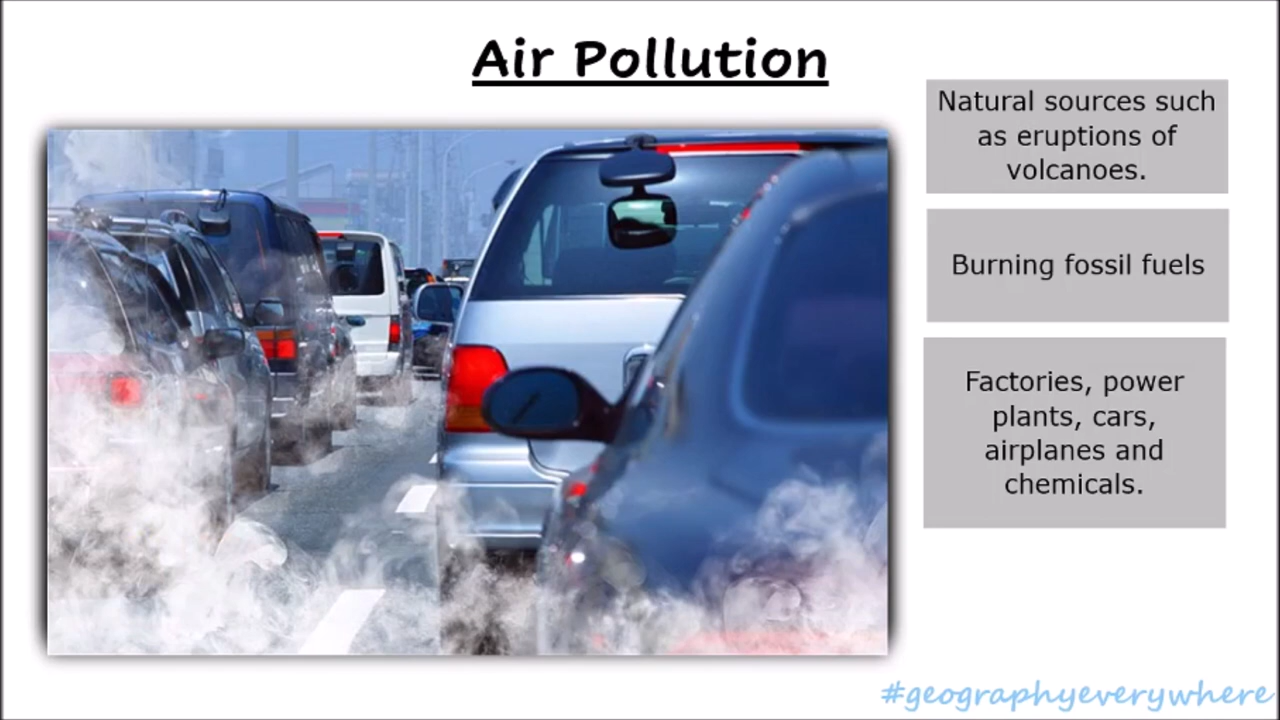 Air Pollution
Natural sources such
as eruptions of
volcanoes.
Burning fossil fuels
Factories, power
plants, cars,
airplanes and
chemicals.
#geographyeverywhere